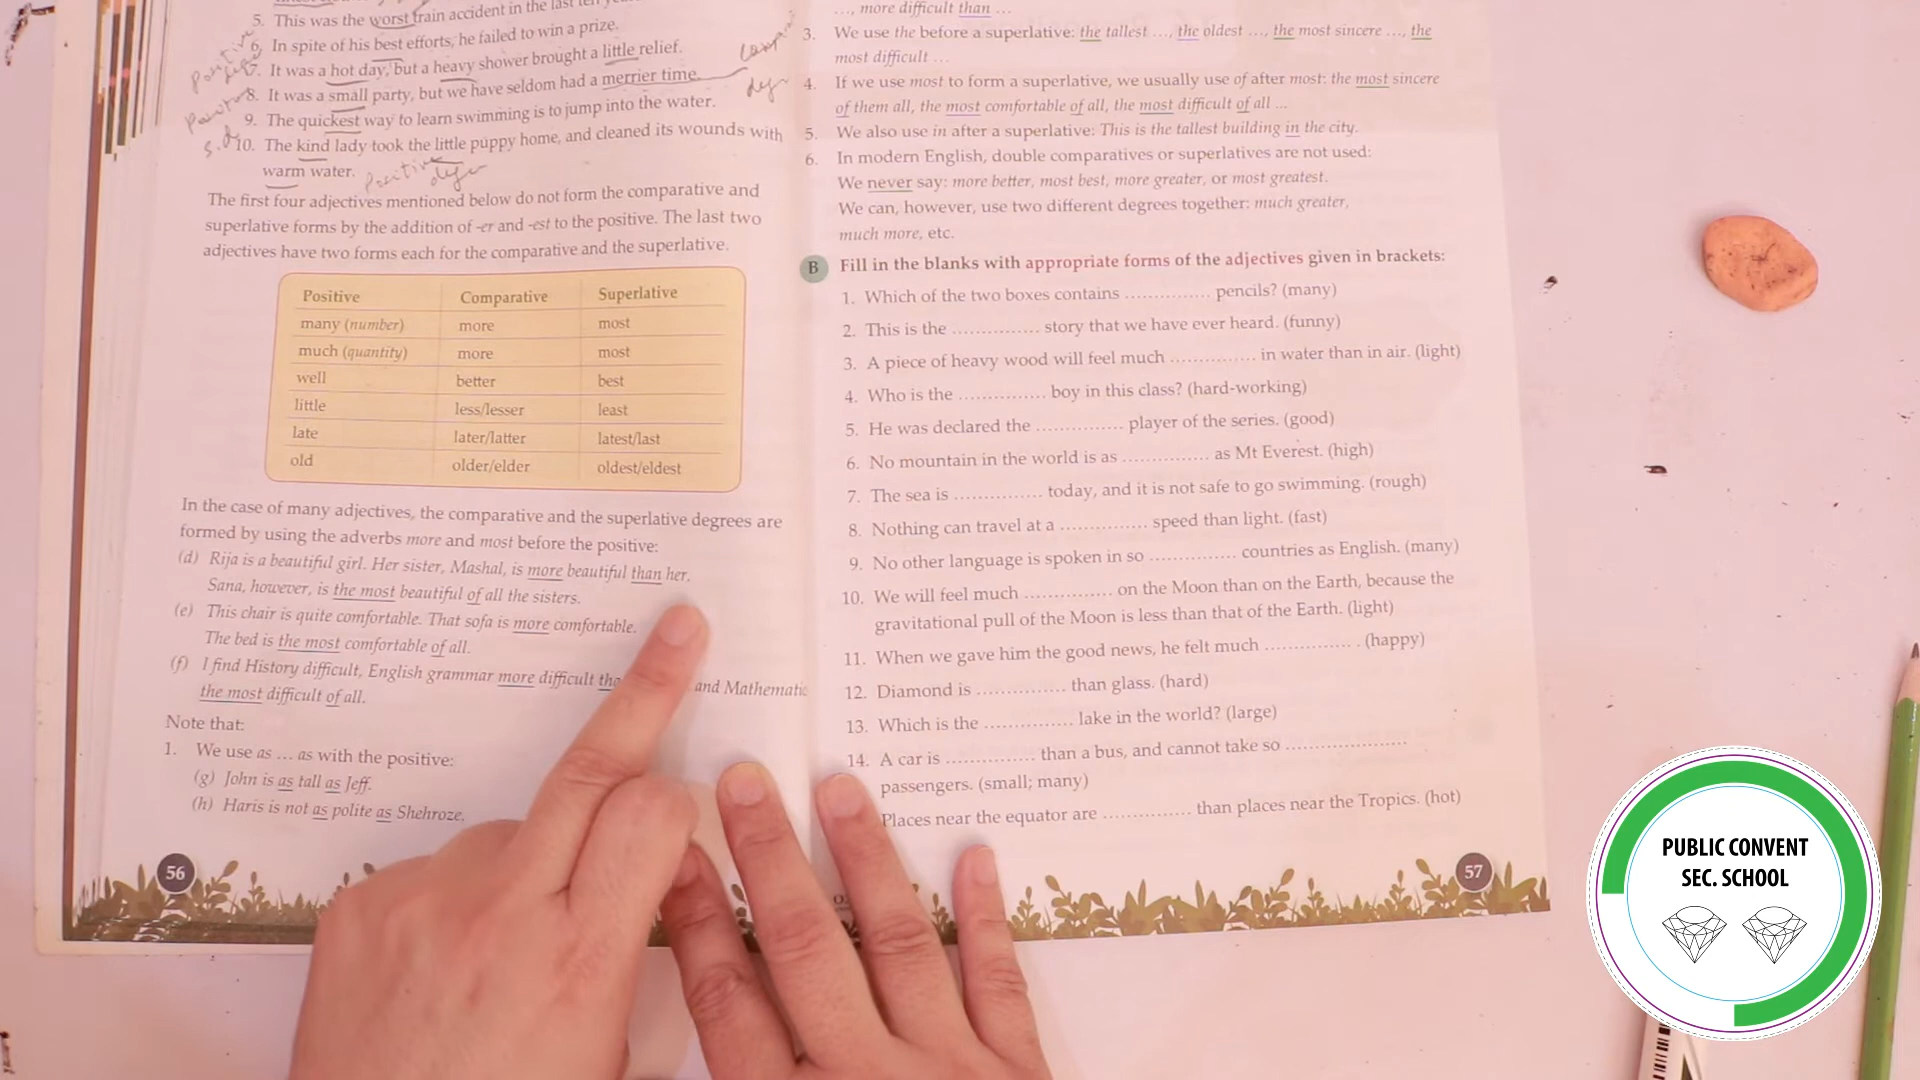 5. This was the worst train accident in the last ten
6. In spite of his best efforts, he failed to win a prize.
7. It was a hot day, but a heavy shower brought a little relief.
8. It was a small party, but we have seldom had a merrier time.
9. The quickest way to learn swimming is to jump into the water.
10. The kind lady took the little puppy home, and cleaned its wounds with
warm water.
Positive
The first four adjectives mentioned below do not form the comparative and
superlative forms by the addition of -er and -est to the positive. The last two
adjectives have two forms each for the comparative and the superlative.
Positive Comparative Superlative
many (number) more most
much (quantity) more most
well better best
little less/lesser least
late later/latter latest/last
old older/elder oldest/eldest
In the case of many adjectives, the comparative and the superlative degrees are
formed by using the adverbs more and most before the positive:
(d) Rija is a beautiful girl. Her sister, Mashal, is more beautiful than her.
Sana, however, is the most beautiful of all the sisters.
(e) This chair is quite comfortable. That sofa is more comfortable.
The bed is the most comfortable of all.
(f) I find History difficult, English grammar more difficult and
the most difficult of all.
Note that:
1. We use as ... as with the positive:
(g) John is as tall as Jeff.
(h) Haris is not as polite as Shehroze.
56
..., more difficult than ...
3. We use the before a superlative: the tallest ..., the oldest ..., the most sincere ..., the
most difficult ...
4. If we use most to form a superlative, we usually use of after most: the most sincere
of them all, the most comfortable of all, the most difficult of all ...
5. We also use in after a superlative: This is the tallest building in the city.
6. In modern English, double comparatives or superlatives are not used:
We never say: more better, most best, more greater, or most greatest.
We can, however, use two different degrees together: much greater,
much more, etc.
B Fill in the blanks with appropriate forms of the adjectives given in brackets:
1. Which of the two boxes contains .............. pencils? (many)
2. This is the .............. story that we have ever heard. (funny)
3. A piece of heavy wood will feel much .............. in water than in air. (light)
4. Who is the .............. boy in this class? (hard-working)
5. He was declared the .............. player of the series. (good)
6. No mountain in the world is as .............. as Mt Everest. (high)
7. The sea is .............. today, and it is not safe to go swimming. (rough)
8. Nothing can travel at a .............. speed than light. (fast)
9. No other language is spoken in so .............. countries as English. (many)
10. We will feel much .............. on the Moon than on the Earth, because the
gravitational pull of the Moon is less than that of the Earth. (light)
11. When we gave him the good news, he felt much .............. . (happy)
12. Diamond is .............. than glass. (hard)
13. Which is the .............. lake in the world? (large)
14. A car is .............. than a bus, and cannot take so ...................
passengers. (small; many)
Places near the equator are .............. than places near the Tropics. (hot)
57
PUBLIC CONVENT
SEC. SCHOOL